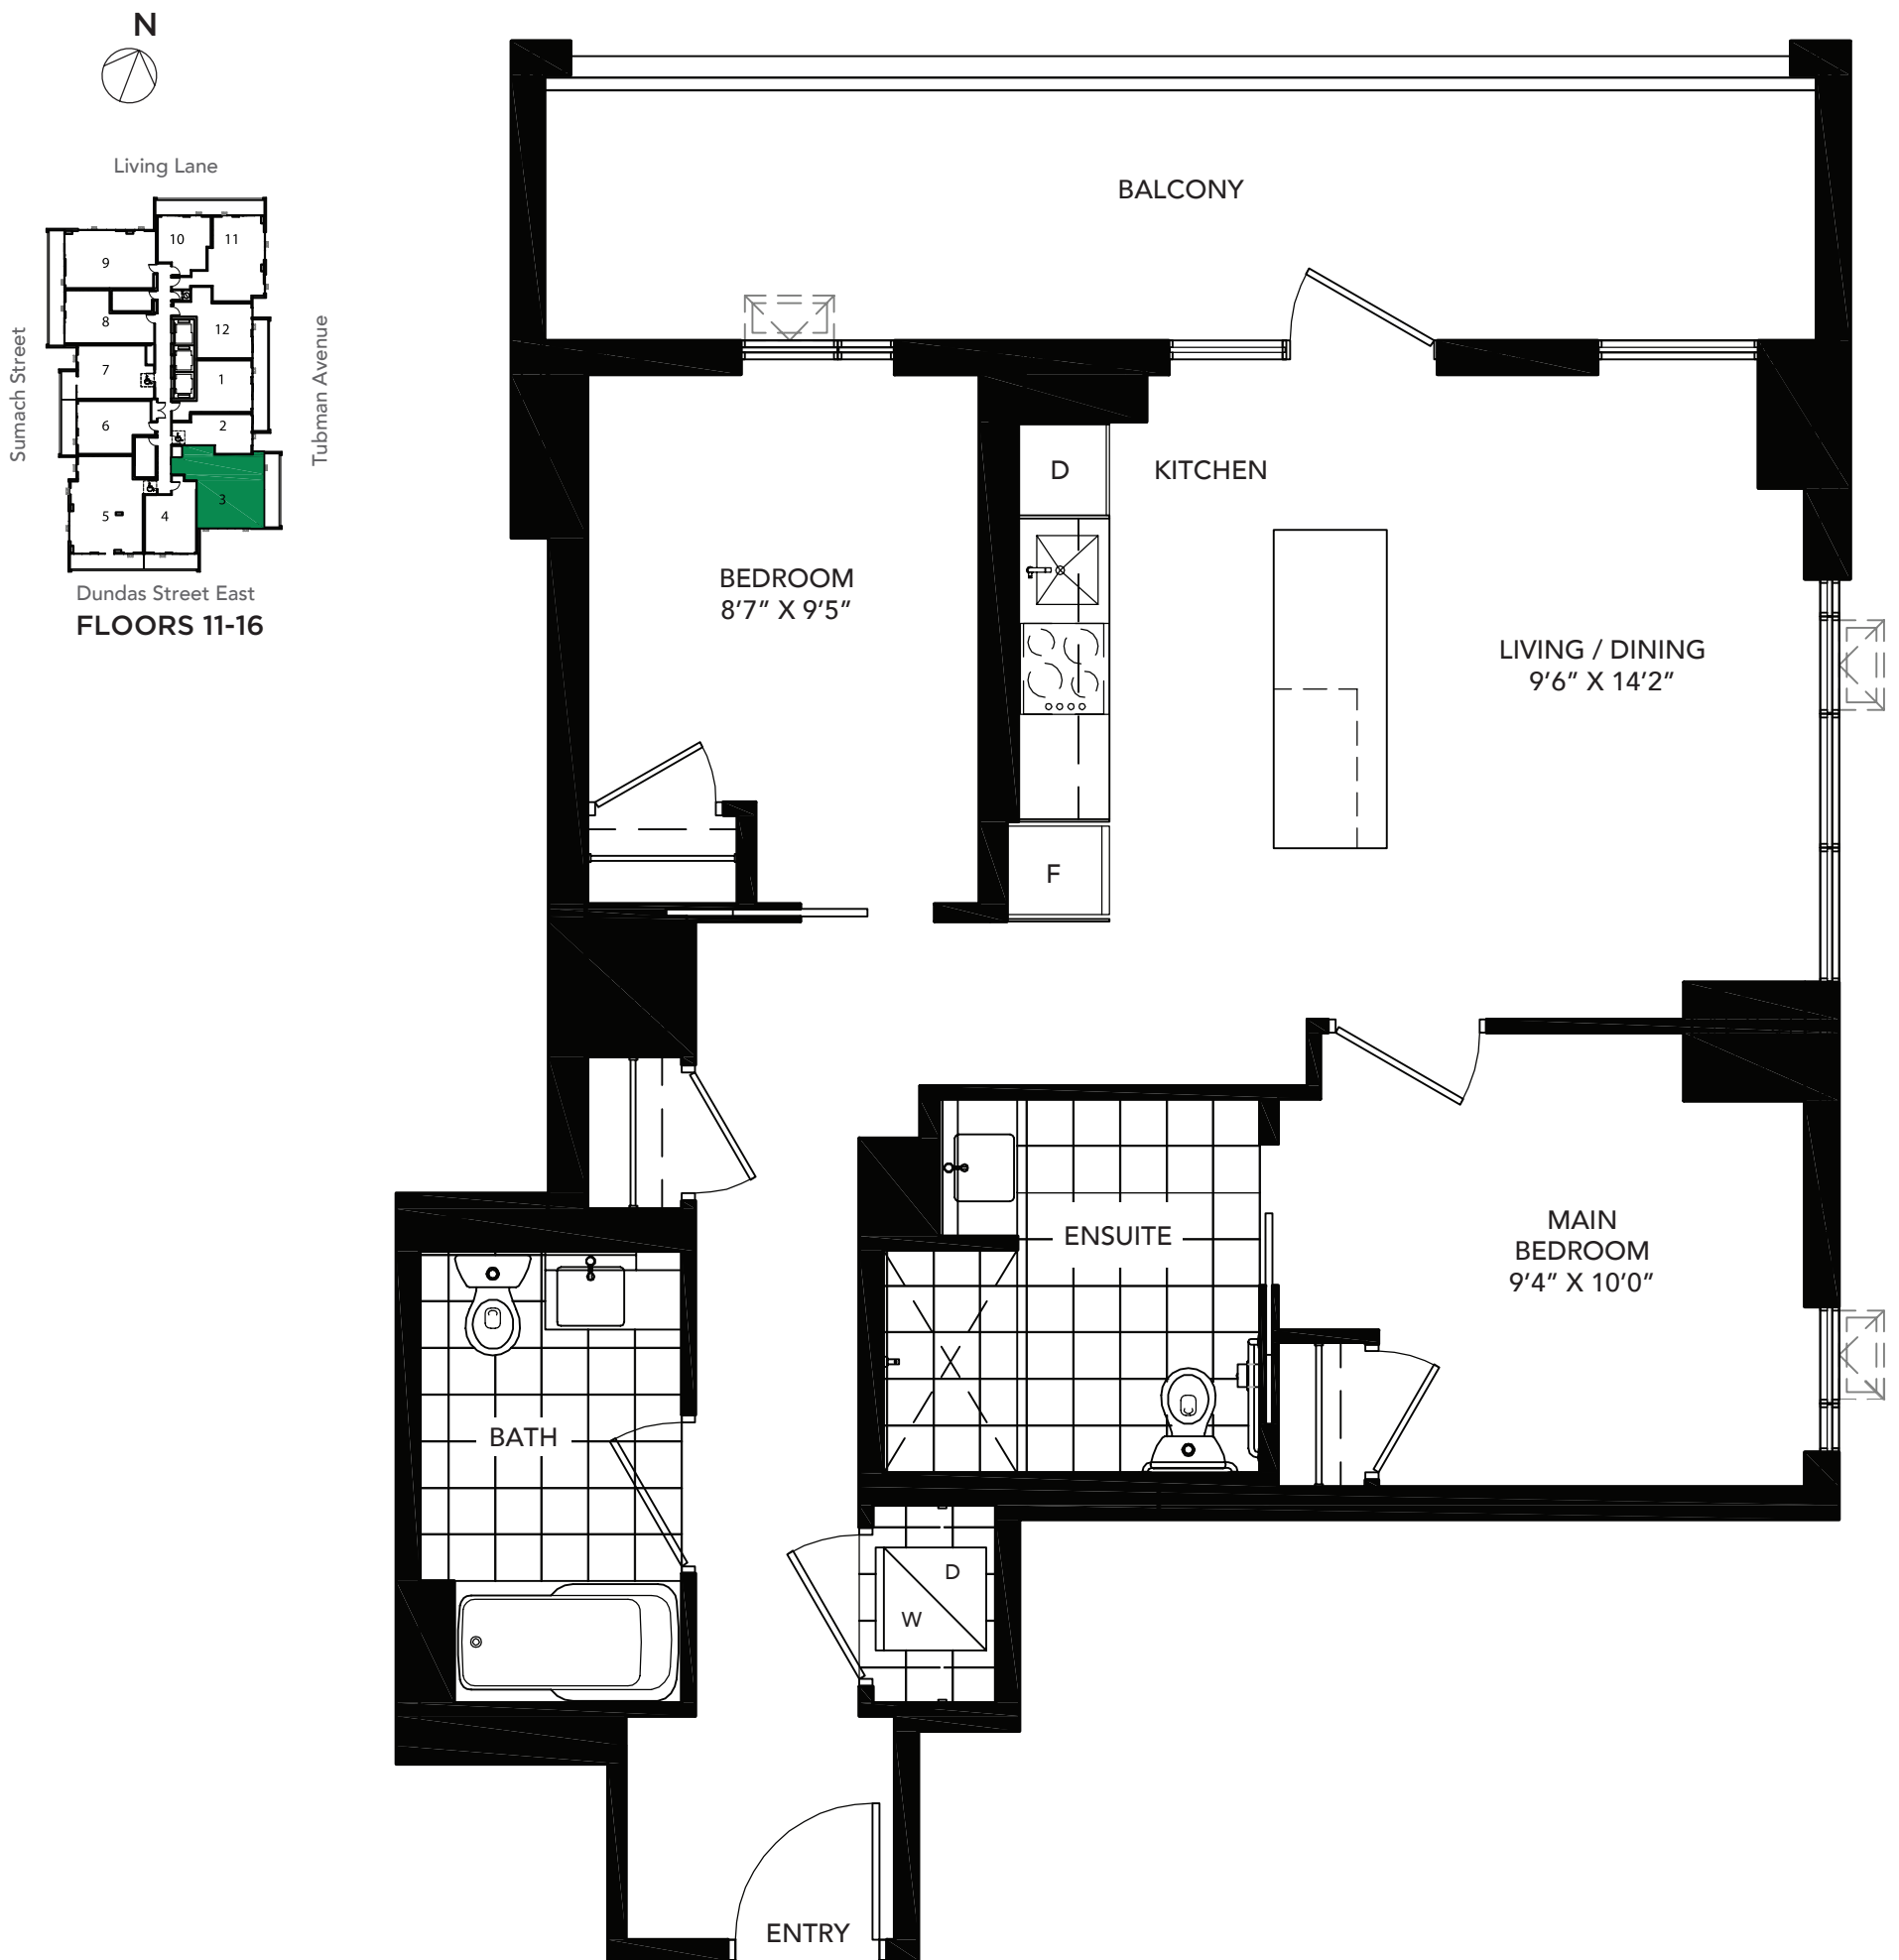 N
Living Lane
Sumach Street
Tubman Avenue
10
11
9
8
12
7
1
6
2
3
5
4
Dundas Street East
FLOORS 11-16
BALCONY
D
KITCHEN
BEDROOM
8'7" X 9'5"
LIVING / DINING
9'6" X 14'2"
F
ENSUITE
MAIN
BEDROOM
9'4" X 10'0"
BATH
D
W
ENTRY